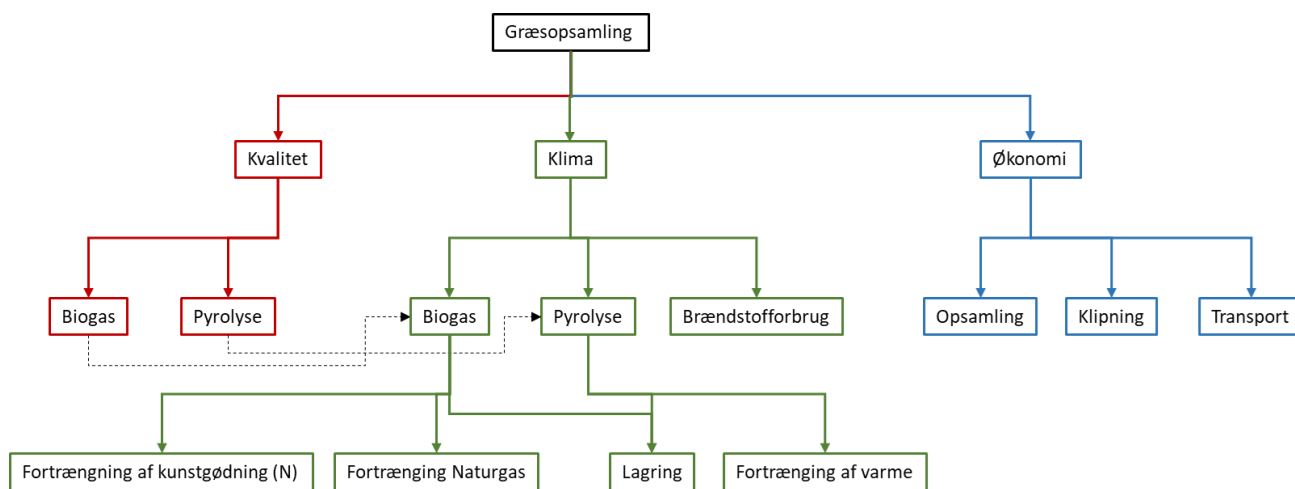 Græsopsamling
Kvalitet
Klima
Økonomi
Biogas
Pyrolyse
Biogas
Pyrolyse
Brændstofforbrug
Opsamling
Klipning
Transport
Fortrængning af kunstgødning (N)
Fortrænging Naturgas
Lagring
Fortrænging af varme